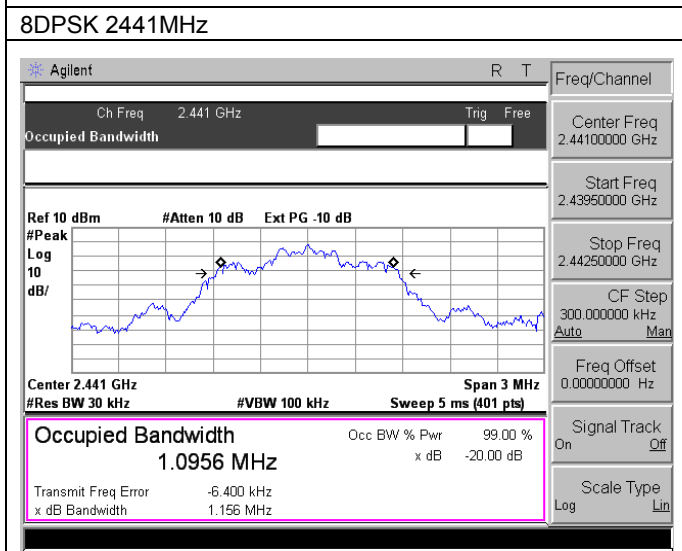 8DPSK 2441MHz
Agilent R T
Ch Freq 2.441 GHz Trig Free
Occupied Bandwidth
Ref 10 dBm #Atten 10 dB Ext PG -10 dB
#Peak
Log
10
dB/
Center 2.441 GHz Span 3 MHz
#Res BW 30 kHz #VBW 100 kHz Sweep 5 ms (401 pts)
Occupied Bandwidth Occ BW % Pwr 99.00 %
1.0956 MHz x dB -20.00 dB
Transmit Freq Error -6.400 kHz
x dB Bandwidth 1.156 MHz
Freq/Channel
Center Freq
2.44100000 GHz
Start Freq
2.43950000 GHz
Stop Freq
2.44250000 GHz
CF Step
300.000000 kHz
Auto Man
Freq Offset
0.00000000 Hz
Signal Track
On Off
Scale Type
Log Lin